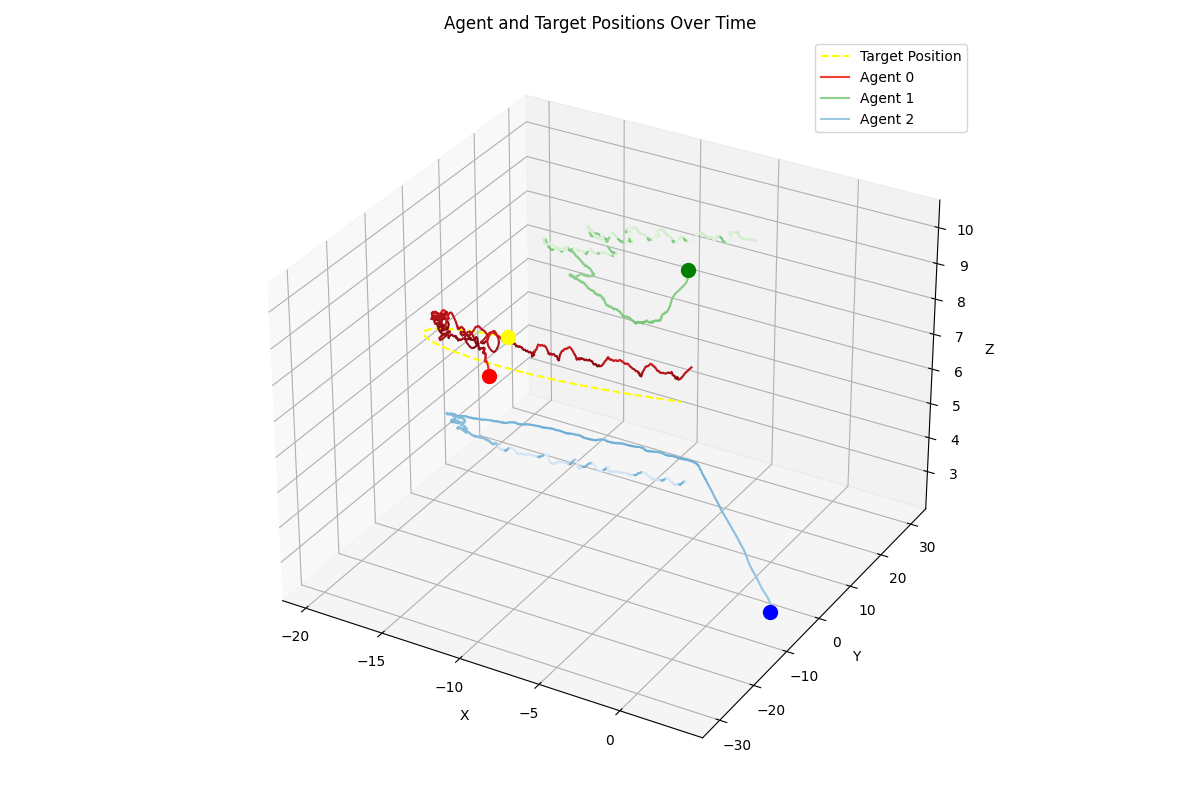 Agent and Target Positions Over Time
Target Position
Agent 0
Agent 1
Agent 2
10
9
8
7
6
5
4
3
Z
30
20
10
0
−10
−20
−30
Y
−20
−15
−10
−5
0
X